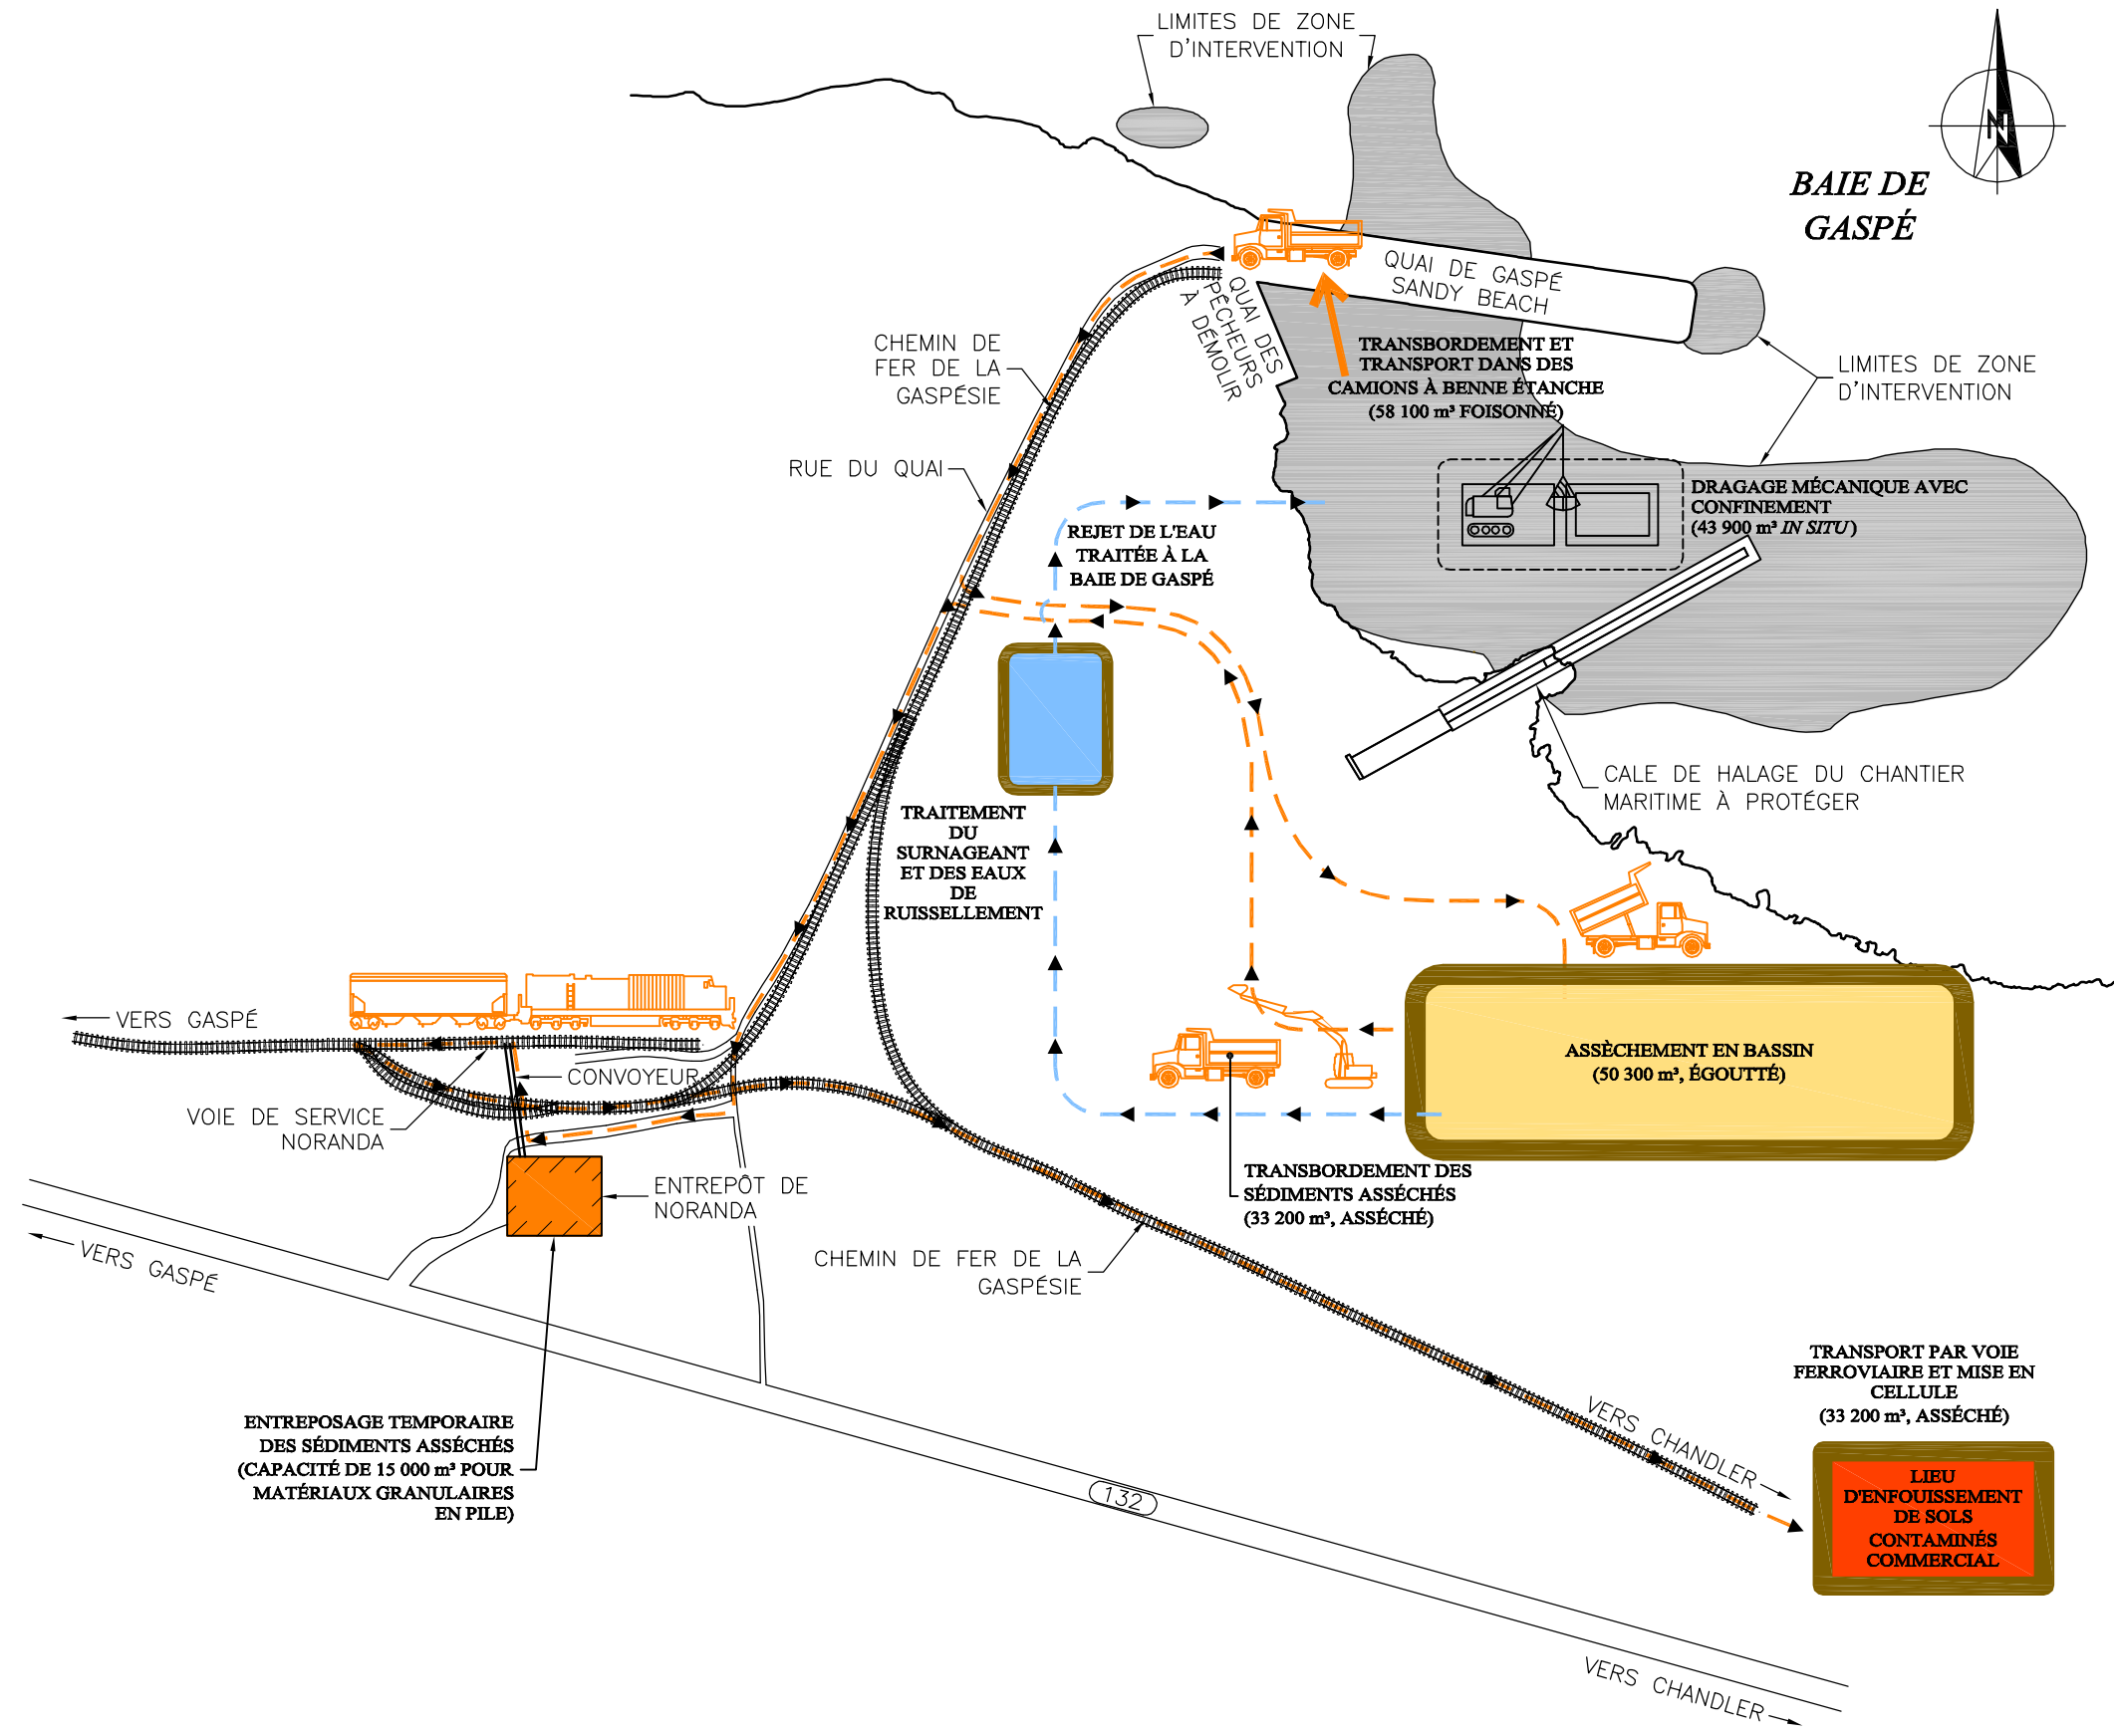 LIMITES DE ZONE
D'INTERVENTION
N
BAIE DE
GASPÉ
QUAI DE GASPÉ
SANDY BEACH
QUAI DES
PÊCHEURS
À DÉMOLIR
CHEMIN DE
FER DE LA
GASPÉSIE
TRANSBORDEMENT ET
TRANSPORT DANS DES
CAMIONS À BENNE ÉTANCHE
(58 100 m³ FOISONNÉ)
LIMITES DE ZONE
D'INTERVENTION
RUE DU QUAI
DRAGAGE MÉCANIQUE AVEC
CONFINEMENT
(43 900 m³ IN SITU)
REJET DE L'EAU
TRAITÉE À LA
BAIE DE GASPÉ
CALE DE HALAGE DU CHANTIER
MARITIME À PROTÉGER
TRAITEMENT
DU
SURNAGEANT
ET DES EAUX
DE
RUISSELLEMENT
VERS GASPÉ
CONVOYEUR
VOIE DE SERVICE
NORANDA
ASSÈCHEMENT EN BASSIN
(50 300 m³, ÉGOUTTÉ)
ENTREPÔT DE
NORANDA
TRANSBORDEMENT DES
SÉDIMENTS ASSÉCHÉS
(33 200 m³, ASSÉCHÉ)
VERS GASPÉ
CHEMIN DE FER DE LA
GASPÉSIE
TRANSPORT PAR VOIE
FERROVIAIRE ET MISE EN
CELLULE
(33 200 m³, ASSÉCHÉ)
VERS CHANDLER
ENTREPOSAGE TEMPORAIRE
DES SÉDIMENTS ASSÉCHÉS
(CAPACITÉ DE 15 000 m³ POUR
MATÉRIAUX GRANULAIRES
EN PILE)
132
LIEU
D'ENFOUISSEMENT
DE SOLS
CONTAMINÉS
COMMERCIAL
VERS CHANDLER